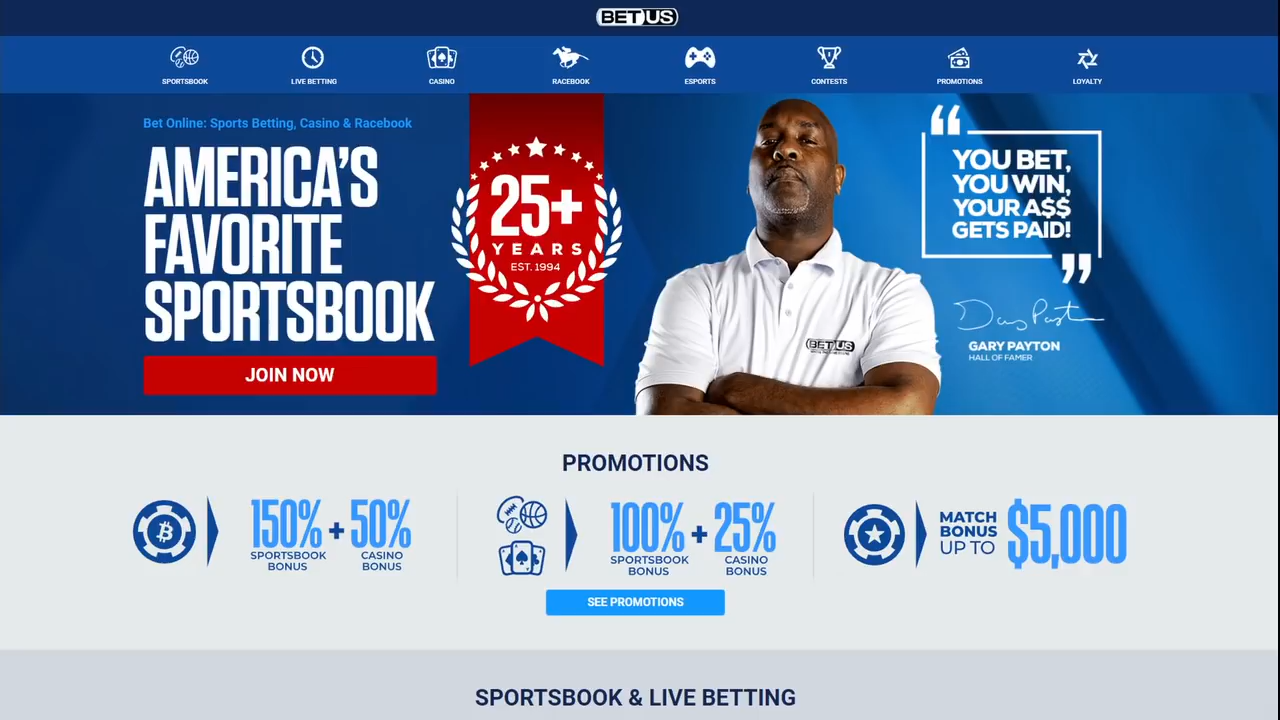 BETUS
SPORTSBOOK
LIVE BETTING
CASINO
RACEBOOK
ESPORTS
CONTESTS
PROMOTIONS
LOYALTY
Bet Online: Sports Betting, Casino & Racebook
AMERICA'S
FAVORITE
SPORTSBOOK
JOIN NOW
25+
YEARS
EST. 1994
BETUS
“
YOU BET,
YOU WIN,
YOUR A$$
GETS PAID!
”
Gary Payton
GARY PAYTON
HALL OF FAMER
PROMOTIONS
150% + 50%
SPORTSBOOK BONUS
CASINO BONUS
100% + 25%
SPORTSBOOK BONUS
CASINO BONUS
MATCH
BONUS
UP TO
$5,000
SEE PROMOTIONS
SPORTSBOOK & LIVE BETTING